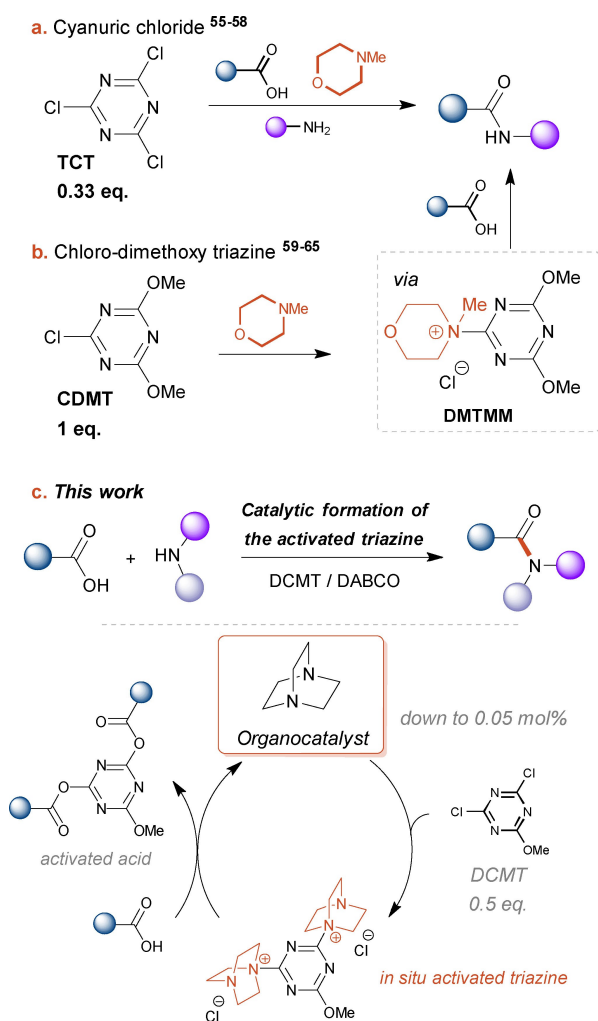 a. Cyanuric chloride 55-58
Cl
N
N
Cl
N
Cl
TCT
0.33 eq.
O
OH
NMe
O
NH2
O
HN
O
OH
b. Chloro-dimethoxy triazine 59-65
OMe
N
Cl
N
N
OMe
CDMT
1 eq.
NMe
O
via
OMe
Me
N
O
N
N
⊕
N
Cl ⊖
OMe
DMTMM
c. This work
O
OH
+
HN
Catalytic formation of
the activated triazine
DCMT / DABCO
O
N
N
N
Organocatalyst
down to 0.05 mol%
O
O
O
N
N
N
O
OMe
activated acid
O
OH
Cl
Cl
N
N
N
OMe
DCMT
0.5 eq.
N
N
⊕
Cl ⊖
N
N
⊕
N
N
N
Cl ⊖
OMe
in situ activated triazine